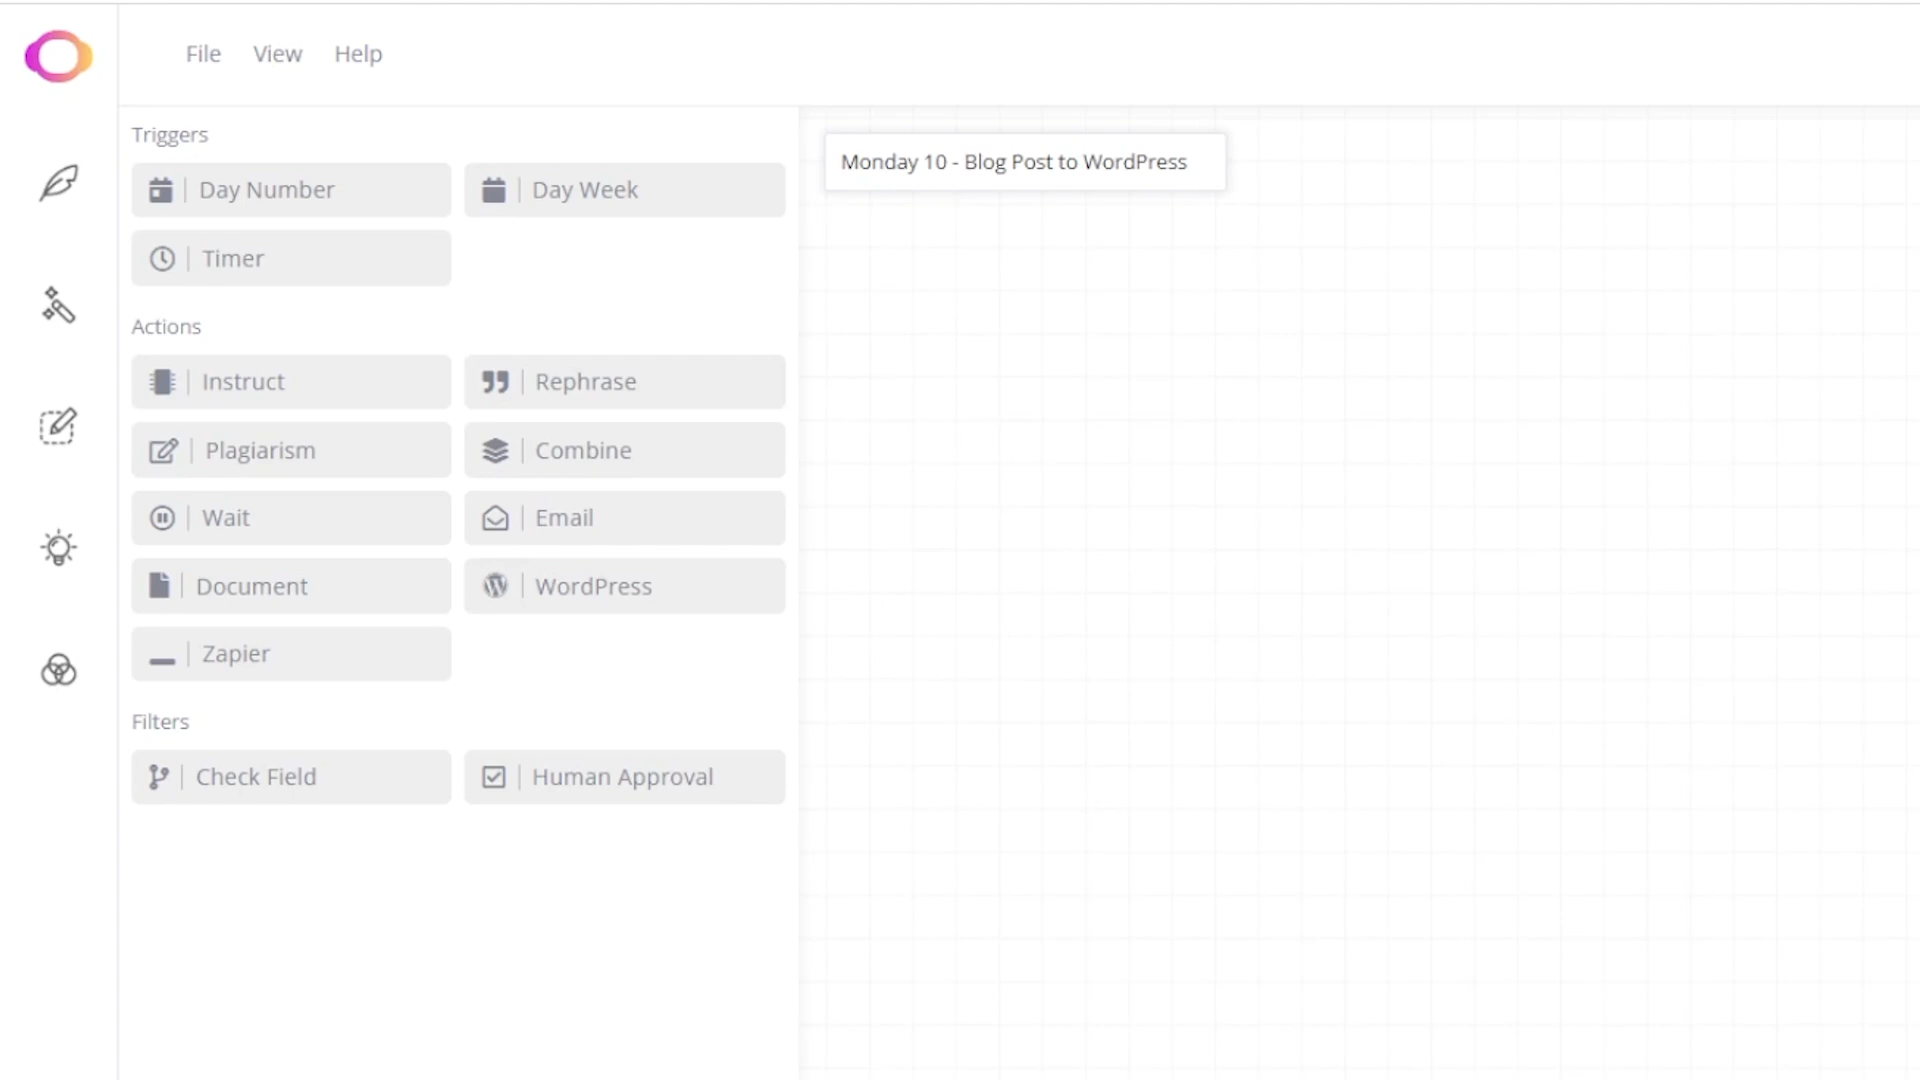 File View Help
Triggers
Day Number Day Week
Timer
Monday 10 - Blog Post to WordPress
Actions
Instruct Rephrase
Plagiarism Combine
Wait Email
Document WordPress
Zapier
Filters
Check Field Human Approval